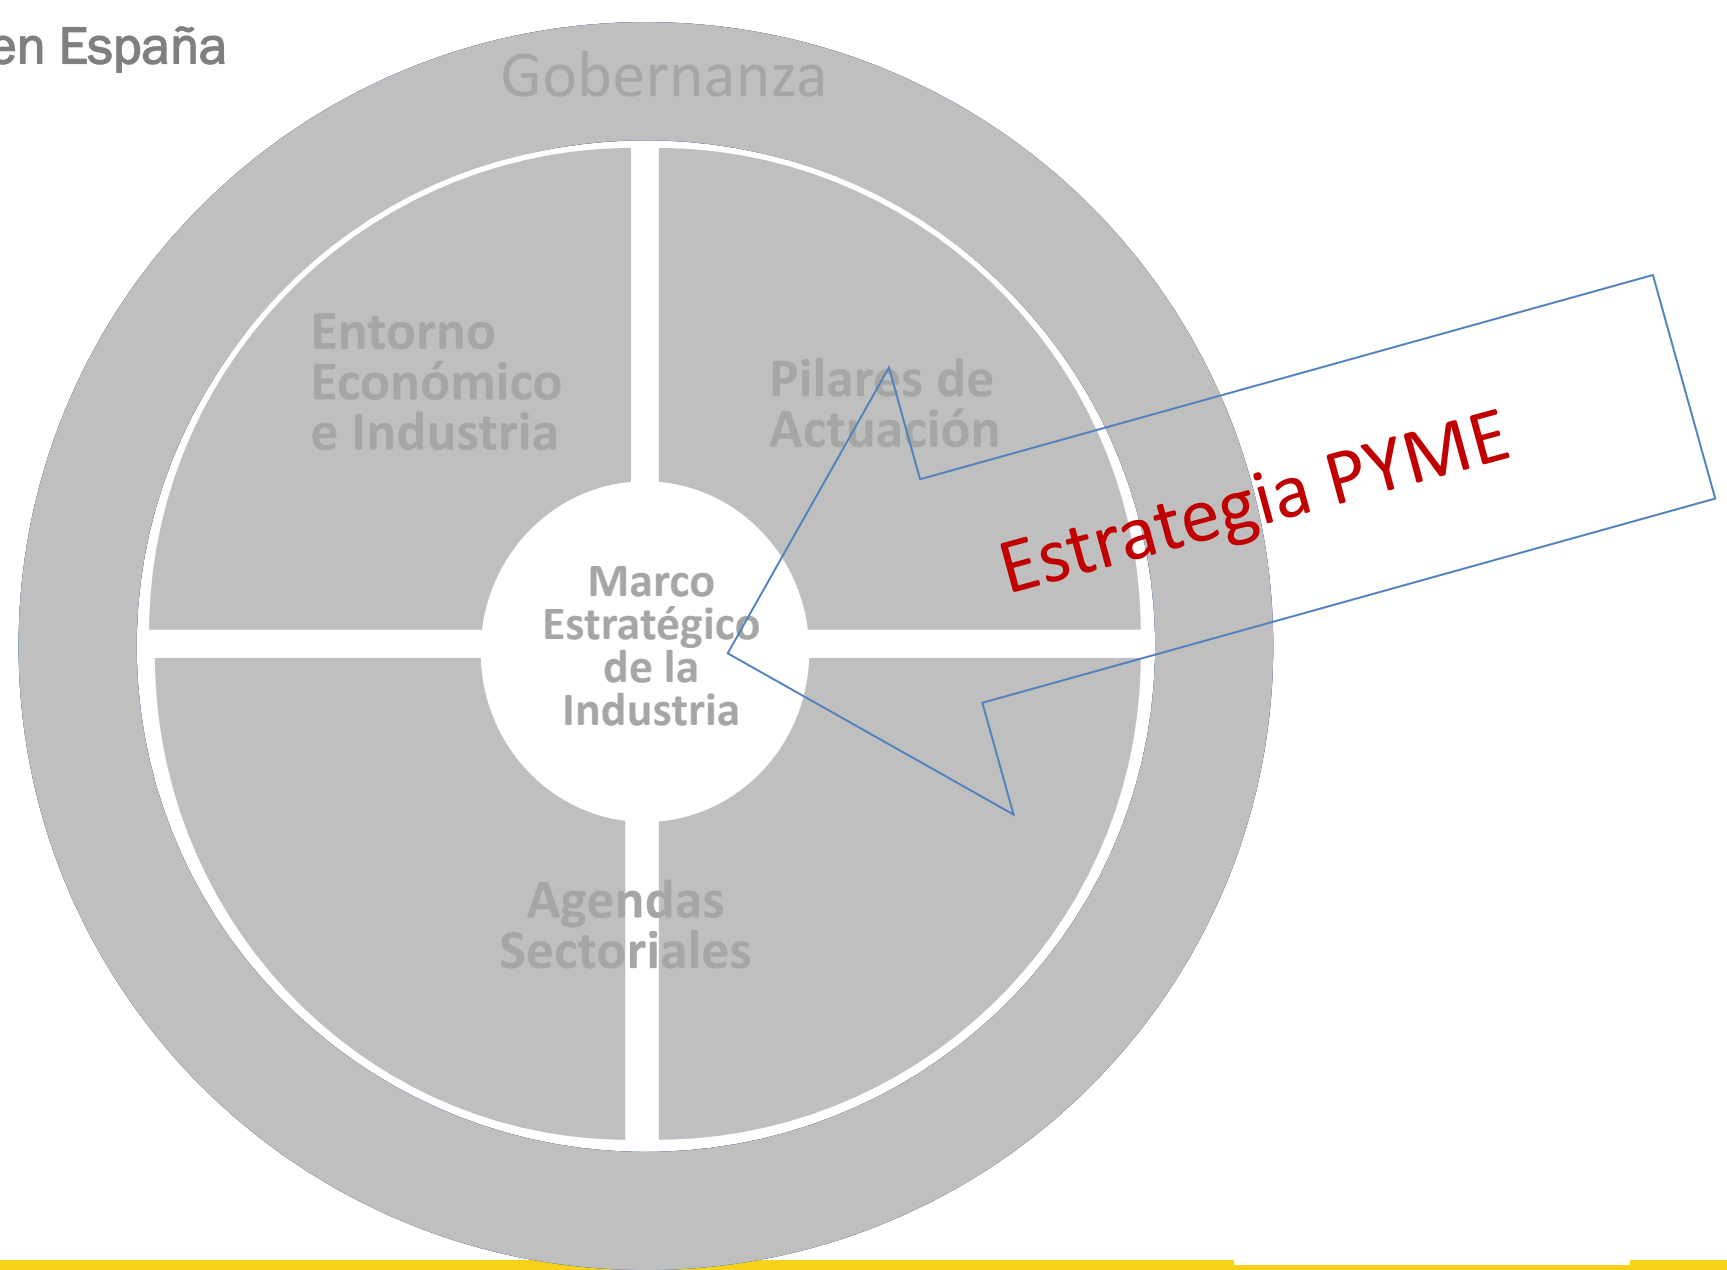 en España
Gobernanza
Entorno
Económico
e Industria
Pilares de
Actuación
Estrategia PYME
Marco
Estratégico
de la
Industria
Agendas
Sectoriales